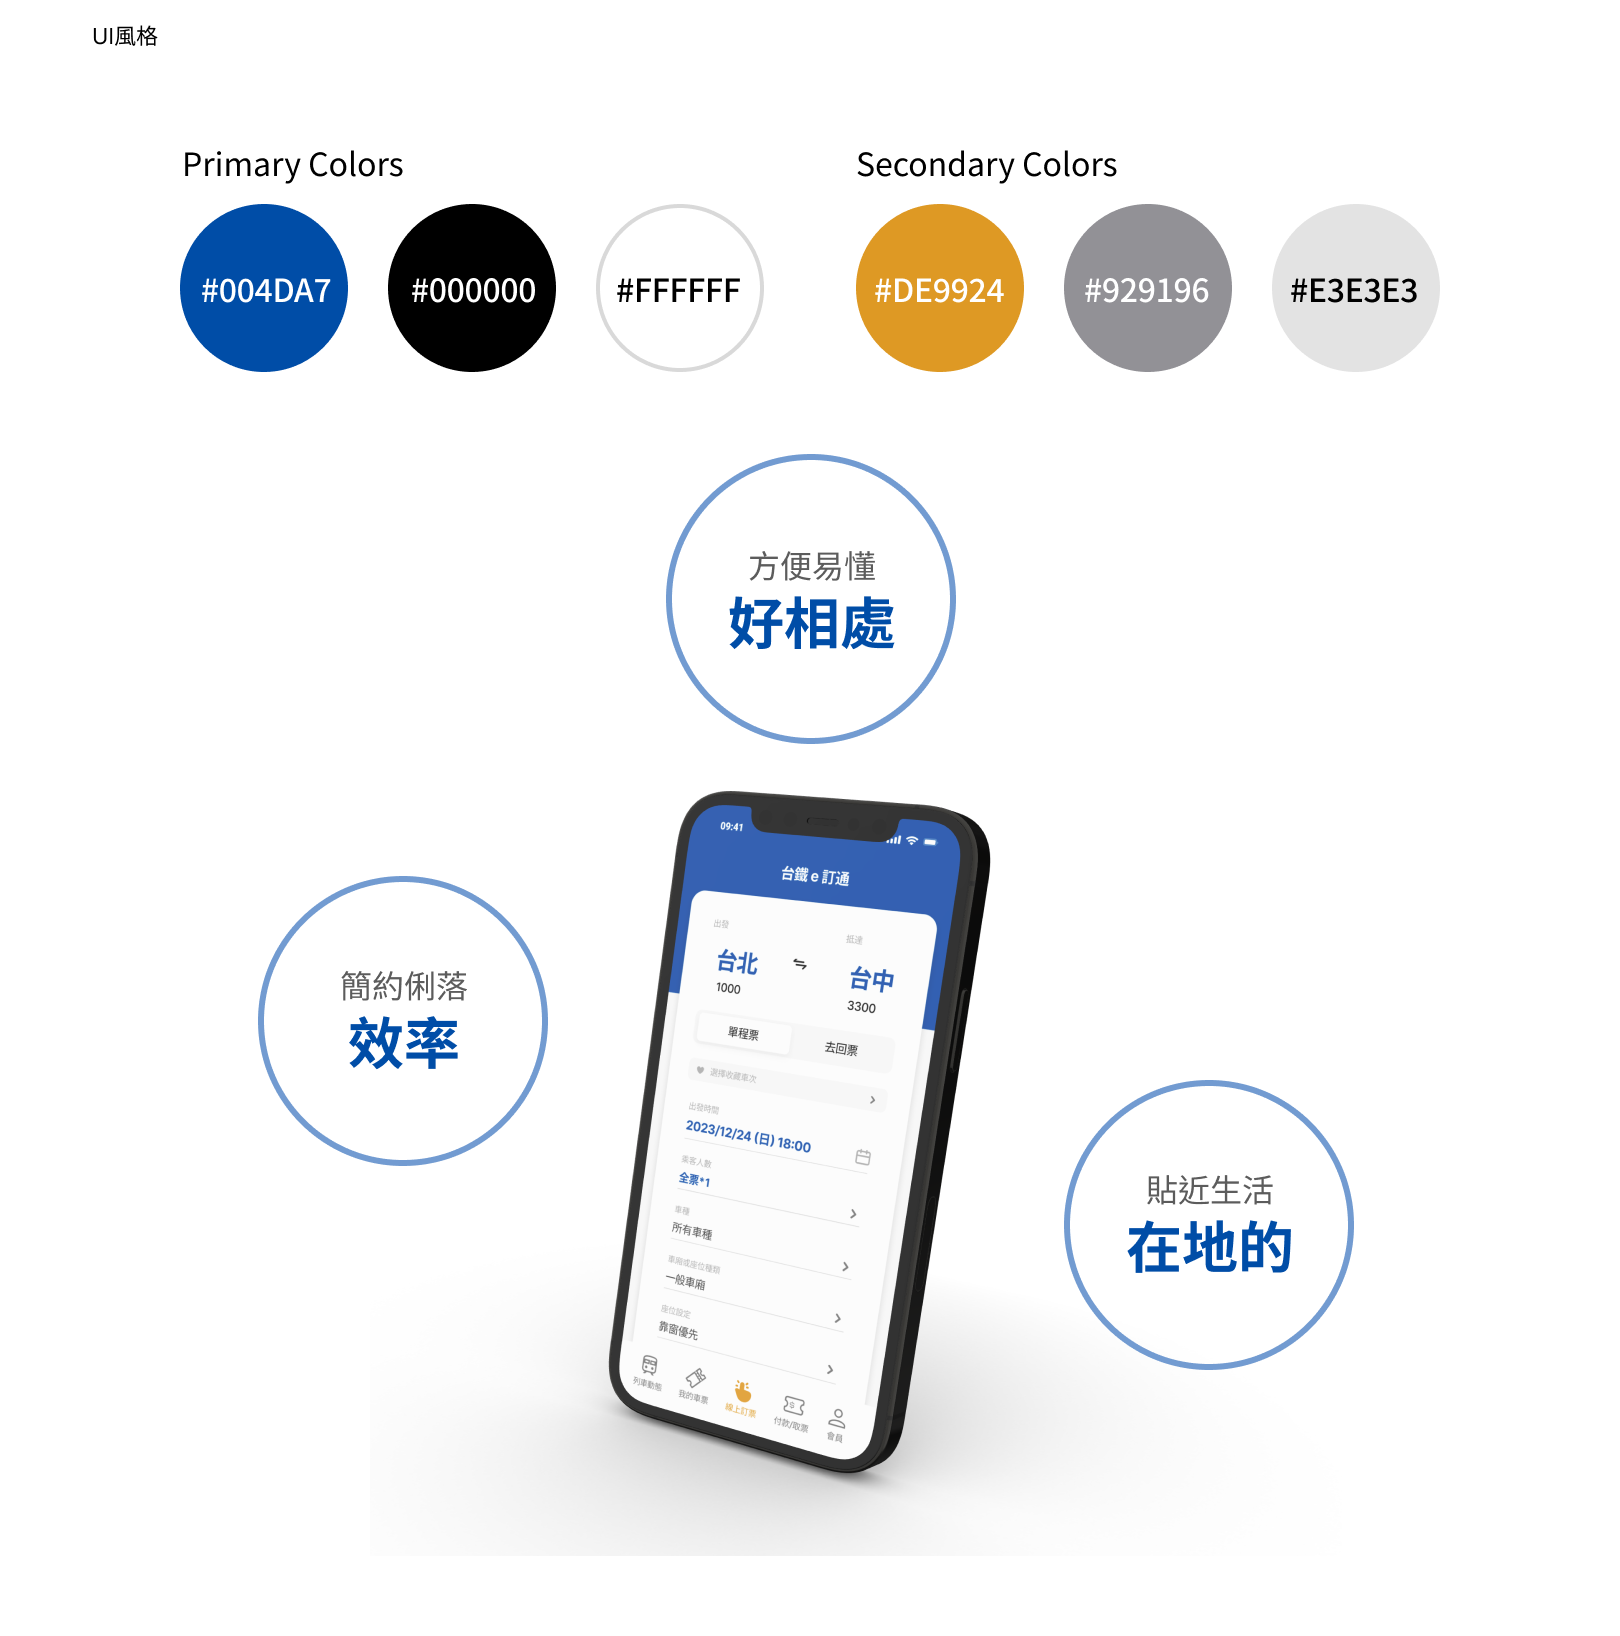 UI風格
Primary Colors
#004DA7
#000000
#FFFFFF
Secondary Colors
#DE9924
#929196
#E3E3E3
方便易懂
好相處
簡約俐落
效率
貼近生活
在地的
09:41
台鐵 e 訂通
出發
抵達
台北
台中
1000
3300
單程票
去回票
選擇收藏車次
出發時間
2023/12/24 (日) 18:00
乘客人數
全票*1
車種
所有車種
車廂或座位種類
一般車廂
座位設定
靠窗優先
列車動態
我的車票
線上訂票
付款/取票
會員